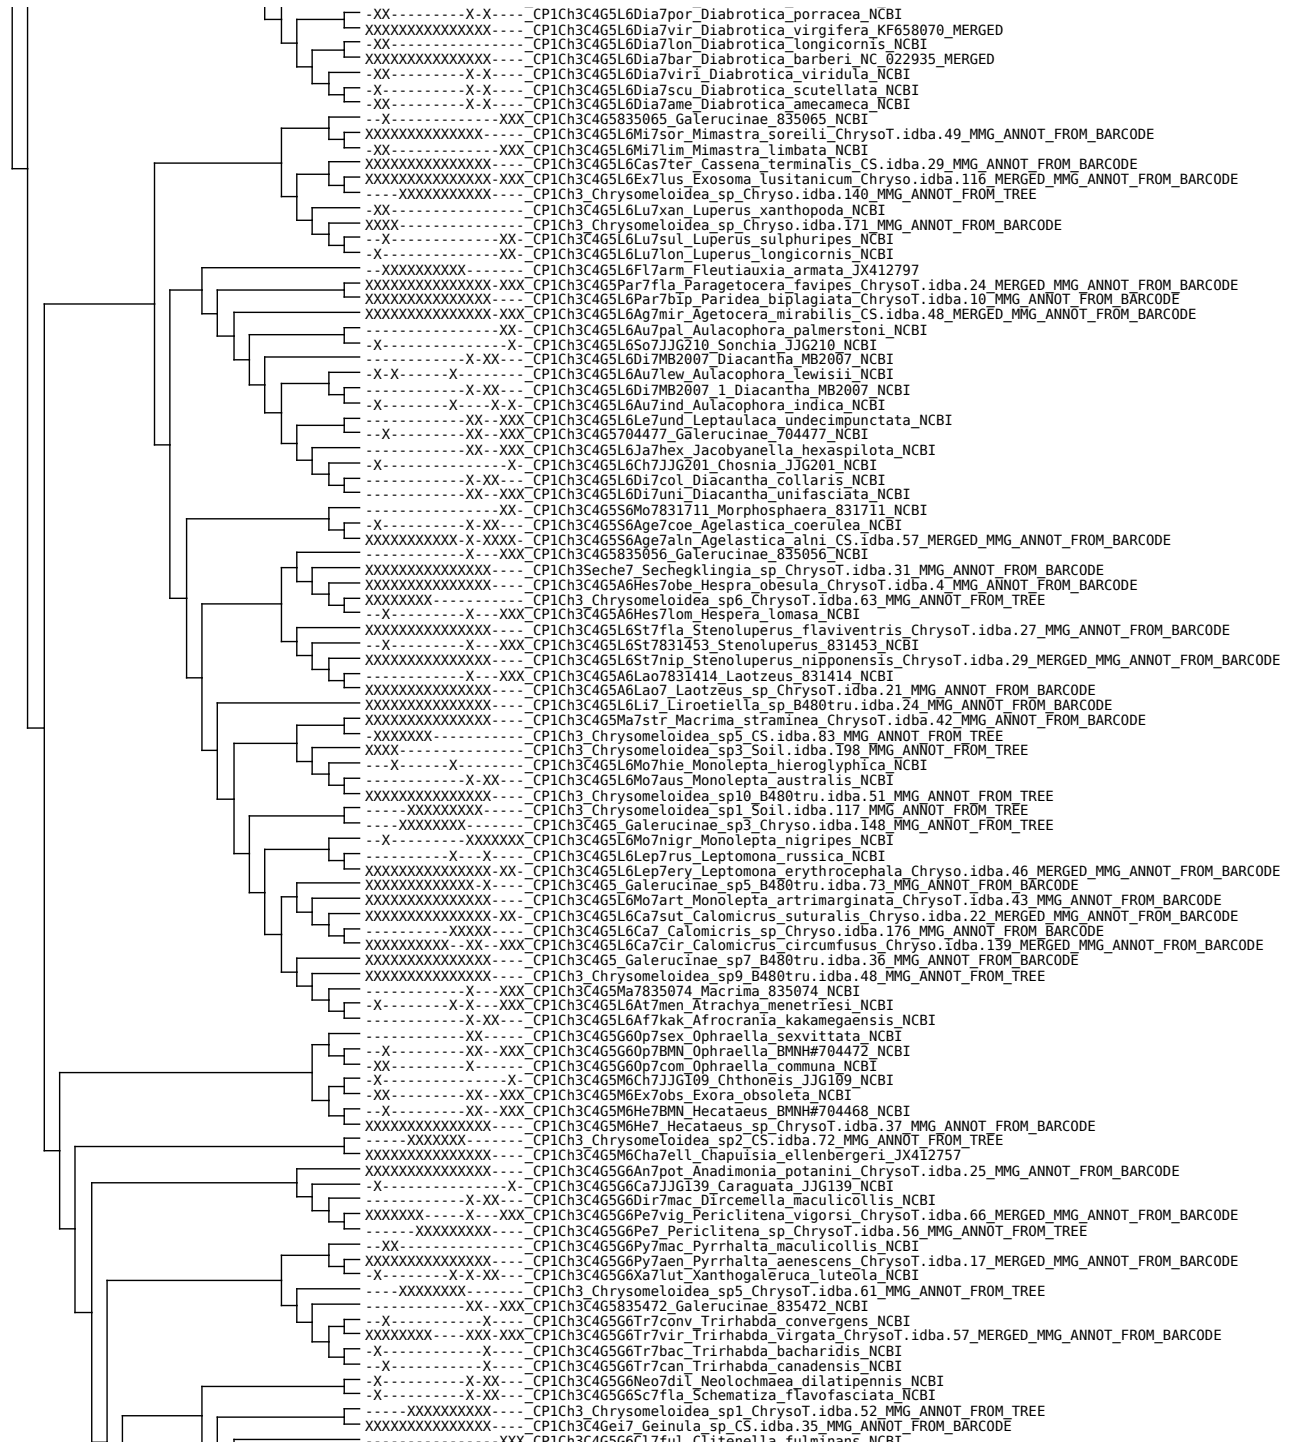 -XX---------X-X----_CP1Ch3C4G5L6Dia7por_Diabrotica_porracea_NCBI
XXXXXXXXXXXXXXX----_CP1Ch3C4G5L6Dia7vir_Diabrotica_virgifera_KF658070_MERGED
-XX----------------_CP1Ch3C4G5L6Dia7lon_Diabrotica_longicornis_NCBI
XXXXXXXXXXXXXXX----_CP1Ch3C4G5L6Dia7bar_Diabrotica_barberi_NC_022935_MERGED
-XX---------X-X----_CP1Ch3C4G5L6Dia7viri_Diabrotica_viridula_NCBI
-X----------X-X----_CP1Ch3C4G5L6Dia7scu_Diabrotica_scutellata_NCBI
-XX---------X-X----_CP1Ch3C4G5L6Dia7ame_Diabrotica_amecameca_NCBI
--X-------------XXX_CP1Ch3C4G5835065_Galerucinae_835065_NCBI
XXXXXXXXXXXXXX-----_CP1Ch3C4G5L6Mi7sor_Mimastra_soreili_ChrysoT.idba.49_MMG_ANNOT_FROM_BARCODE
-XX-------------XXX_CP1Ch3C4G5L6Mi7lim_Mimastra_limbata_NCBI
XXXXXXXXXXXXXXX----_CP1Ch3C4G5L6Cas7ter_Cassena_terminalis_CS.idba.29_MMG_ANNOT_FROM_BARCODE
XXXXXXXXXXXXXXX-XXX_CP1Ch3C4G5L6Ex7lus_Exosoma_lusitanicum_Chryso.idba.116_MERGED_MMG_ANNOT_FROM_BARCODE
----XXXXXXXXXXX----_CP1Ch3_Chrysomeloidea_sp_Chryso.idba.140_MMG_ANNOT_FROM_TREE
-XX----------------_CP1Ch3C4G5L6Lu7xan_Luperus_xanthopoda_NCBI
XXXX---------------_CP1Ch3_Chrysomeloidea_sp_Chryso.idba.171_MMG_ANNOT_FROM_BARCODE
--X-------------XX-_CP1Ch3C4G5L6Lu7sul_Luperus_sulphuripes_NCBI
-X--------------XX-_CP1Ch3C4G5L6Lu7lon_Luperus_longicornis_NCBI
--XXXXXXXXXX-------_CP1Ch3C4G5L6Fl7arm_Fleutiauxia_armata_JX412797
XXXXXXXXXXXXXXX-XXX_CP1Ch3C4G5Par7fla_Paragetocera_favipes_ChrysoT.idba.24_MERGED_MMG_ANNOT_FROM_BARCODE
XXXXXXXXXXXXXXX----_CP1Ch3C4G5L6Par7bip_Paridea_biplagiata_ChrysoT.idba.10_MMG_ANNOT_FROM_BARCODE
XXXXXXXXXXXXXXX-XXX_CP1Ch3C4G5L6Ag7mir_Agetocera_mirabilis_CS.idba.48_MERGED_MMG_ANNOT_FROM_BARCODE
----------------XX-_CP1Ch3C4G5L6Au7pal_Aulacophora_palmerstoni_NCBI
-X---------------X-_CP1Ch3C4G5L6So7JJG210_Sonchia_JJG210_NCBI
------------X-XX---_CP1Ch3C4G5L6Di7MB2007_Diacantha_MB2007_NCBI
-X-X------X--------_CP1Ch3C4G5L6Au7lew_Aulacophora_lewisii_NCBI
------------X-XX---_CP1Ch3C4G5L6Di7MB2007_1_Diacantha_MB2007_NCBI
-X--------X----X-X-_CP1Ch3C4G5L6Au7ind_Aulacophora_indica_NCBI
------------XX--XXX_CP1Ch3C4G5L6Le7und_Leptaulaca_undecimpunctata_NCBI
--X---------XX--XXX_CP1Ch3C4G5704477_Galerucinae_704477_NCBI
------------XX--XXX_CP1Ch3C4G5L6Ja7hex_Jacobyanella_hexaspilota_NCBI
-X---------------X-_CP1Ch3C4G5L6Ch7JJG201_Chosnia_JJG201_NCBI
------------X-XX---_CP1Ch3C4G5L6Di7col_Diacantha_collaris_NCBI
------------XX--XXX_CP1Ch3C4G5L6Di7uni_Diacantha_unifasciata_NCBI
----------------XX-_CP1Ch3C4G5S6Mo7831711_Morphosphaera_831711_NCBI
-X----------X-XX---_CP1Ch3C4G5S6Age7coe_Agelastica_coerulea_NCBI
XXXXXXXXXXX-X-XXXX-_CP1Ch3C4G5S6Age7aln_Agelastica_alni_CS.idba.57_MERGED_MMG_ANNOT_FROM_BARCODE
------------X---XXX_CP1Ch3C4G5835056_Galerucinae_835056_NCBI
XXXXXXXXXXXXXXX----_CP1Ch3Seche7_Sechegklingia_sp_ChrysoT.idba.31_MMG_ANNOT_FROM_BARCODE
XXXXXXXXXXXXXXX----_CP1Ch3C4G5A6Hes7obe_Hespra_obesula_ChrysoT.idba.4_MMG_ANNOT_FROM_BARCODE
XXXXXXXX-----------_CP1Ch3_Chrysomeloidea_sp6_ChrysoT.idba.63_MMG_ANNOT_FROM_TREE
--X---------X---XXX_CP1Ch3C4G5A6Hes7lom_Hespera_lomasa_NCBI
XXXXXXXXXXXXXXX----_CP1Ch3C4G5L6St7fla_Stenoluperus_flaviventris_ChrysoT.idba.27_MMG_ANNOT_FROM_BARCODE
--X---------X---XXX_CP1Ch3C4G5L6St7831453_Stenoluperus_831453_NCBI
XXXXXXXXXXXXXXX----_CP1Ch3C4G5L6St7nip_Stenoluperus_nipponensis_ChrysoT.idba.29_MERGED_MMG_ANNOT_FROM_BARCODE
------------X---XXX_CP1Ch3C4G5A6Lao7831414_Laotzeus_831414_NCBI
XXXXXXXXXXXXXXX----_CP1Ch3C4G5A6Lao7_Laotzeus_sp_ChrysoT.idba.21_MMG_ANNOT_FROM_BARCODE
XXXXXXXXXXXXXXX----_CP1Ch3C4G5L6Li7_Liroetiella_sp_B480tru.idba.24_MMG_ANNOT_FROM_BARCODE
XXXXXXXXXXXXXXX----_CP1Ch3C4G5Ma7str_Macrima_straminea_ChrysoT.idba.42_MMG_ANNOT_FROM_BARCODE
-XXXXXXX-----------_CP1Ch3_Chrysomeloidea_sp5_CS.idba.83_MMG_ANNOT_FROM_TREE
XXXX---------------_CP1Ch3_Chrysomeloidea_sp3_Soil.idba.198_MMG_ANNOT_FROM_TREE
---X------X--------_CP1Ch3C4G5L6Mo7hie_Monolepta_hieroglyphica_NCBI
------------X-XX---_CP1Ch3C4G5L6Mo7aus_Monolepta_australis_NCBI
XXXXXXXXXXXXXXX----_CP1Ch3_Chrysomeloidea_sp10_B480tru.idba.51_MMG_ANNOT_FROM_TREE
-----XXXXXXXXX-----_CP1Ch3_Chrysomeloidea_sp1_Soil.idba.117_MMG_ANNOT_FROM_TREE
----XXXXXXXX-------_CP1Ch3C4G5_Galerucinae_sp3_Chryso.idba.148_MMG_ANNOT_FROM_TREE
--X---------XXXXXXX_CP1Ch3C4G5L6Mo7nigr_Monolepta_nigripes_NCBI
----------X---X----_CP1Ch3C4G5L6Lep7rus_Leptomona_russica_NCBI
XXXXXXXXXXXXXXX-XX-_CP1Ch3C4G5L6Lep7ery_Leptomona_erythrocephala_Chryso.idba.46_MERGED_MMG_ANNOT_FROM_BARCODE
XXXXXXXXXXXXX-X----_CP1Ch3C4G5_Galerucinae_sp5_B480tru.idba.73_MMG_ANNOT_FROM_BARCODE
XXXXXXXXXXXXXXX----_CP1Ch3C4G5L6Mo7art_Monolepta_artrimarginata_ChrysoT.idba.43_MMG_ANNOT_FROM_BARCODE
XXXXXXXXXXXXXXX-XX-_CP1Ch3C4G5L6Ca7sut_Calomicrus_suturalis_Chryso.idba.22_MERGED_MMG_ANNOT_FROM_BARCODE
----------XXXXX----_CP1Ch3C4G5L6Ca7_Calomicris_sp_Chryso.idba.176_MMG_ANNOT_FROM_BARCODE
XXXXXXXXXX--XX--XXX_CP1Ch3C4G5L6Ca7cir_Calomicrus_circumfusus_Chryso.idba.139_MERGED_MMG_ANNOT_FROM_BARCODE
XXXXXXXXXXXXXXX----_CP1Ch3C4G5_Galerucinae_sp7_B480tru.idba.36_MMG_ANNOT_FROM_BARCODE
XXXXXXXXXXXXXXX----_CP1Ch3_Chrysomeloidea_sp9_B480tru.idba.48_MMG_ANNOT_FROM_TREE
------------X---XXX_CP1Ch3C4G5Ma7835074_Macrima_835074_NCBI
-X--------X-X---XXX_CP1Ch3C4G5L6At7men_Atrachya_menetriesi_NCBI
------------X-XX---_CP1Ch3C4G5L6Af7kak_Afrocrania_kakamegaensis_NCBI
------------XX-----_CP1Ch3C4G5G6Op7sex_Ophraella_sexvittata_NCBI
--X---------XX--XXX_CP1Ch3C4G5G6Op7BMN_Ophraella_BMNH#704472_NCBI
-XX---------X------_CP1Ch3C4G5G6Op7com_Ophraella_communa_NCBI
-X---------------X-_CP1Ch3C4G5M6Ch7JJG109_Chthoneis_JJG109_NCBI
-XX---------XX--XXX_CP1Ch3C4G5M6Ex7obs_Exora_obsoleta_NCBI
--X---------XX--XXX_CP1Ch3C4G5M6He7BMN_Hecataeus_BMNH#704468_NCBI
XXXXXXXXXXXXXXX----_CP1Ch3C4G5M6He7_Hecataeus_sp_ChrysoT.idba.37_MMG_ANNOT_FROM_BARCODE
-----XXXXXXX-------_CP1Ch3_Chrysomeloidea_sp2_CS.idba.72_MMG_ANNOT_FROM_TREE
XXXXXXXXXXXXXXX----_CP1Ch3C4G5M6Cha7ell_Chapuisia_ellenbergeri_JX412757
XXXXXXXXXXXXXXX----_CP1Ch3C4G5G6An7pot_Anadimonia_potanini_ChrysoT.idba.25_MMG_ANNOT_FROM_BARCODE
-X---------------X-_CP1Ch3C4G5G6Ca7JJG139_Caraguata_JJG139_NCBI
------------X-XX---_CP1Ch3C4G5G6Dir7mac_Dircemella_maculicollis_NCBI
XXXXXXX-----X---XXX_CP1Ch3C4G5G6Pe7vig_Periclitena_vigorsi_ChrysoT.idba.66_MERGED_MMG_ANNOT_FROM_BARCODE
------XXXXXXXXX----_CP1Ch3C4G5G6Pe7_Periclitena_sp_ChrysoT.idba.56_MMG_ANNOT_FROM_TREE
--XX---------------_CP1Ch3C4G5G6Py7mac_Pyrrhalta_maculicollis_NCBI
XXXXXXXXXXXXXXX----_CP1Ch3C4G5G6Py7aen_Pyrrhalta_aenescens_ChrysoT.idba.17_MERGED_MMG_ANNOT_FROM_BARCODE
-X--------X-X-XX---_CP1Ch3C4G5G6Xa7lut_Xanthogaleruca_luteola_NCBI
----XXXXXXXX-------_CP1Ch3_Chrysomeloidea_sp5_ChrysoT.idba.61_MMG_ANNOT_FROM_TREE
------------XX--XXX_CP1Ch3C4G5835472_Galerucinae_835472_NCBI
--X-----------X----_CP1Ch3C4G5G6Tr7conv_Trirhabda_convergens_NCBI
XXXXXXXX----XXX-XXX_CP1Ch3C4G5G6Tr7vir_Trirhabda_virgata_ChrysoT.idba.57_MERGED_MMG_ANNOT_FROM_BARCODE
-X------------X----_CP1Ch3C4G5G6Tr7bac_Trirhabda_bacharidis_NCBI
--X-----------X----_CP1Ch3C4G5G6Tr7can_Trirhabda_canadensis_NCBI
-X----------X-XX---_CP1Ch3C4G5G6Neo7dil_Neolochmaea_dilatipennis_NCBI
-X----------X-XX---_CP1Ch3C4G5G6Sc7fla_Schematiza_flavofasciata_NCBI
-----XXXXXXXXXX----_CP1Ch3_Chrysomeloidea_sp1_ChrysoT.idba.52_MMG_ANNOT_FROM_TREE
XXXXXXXXXXXXXXX----_CP1Ch3C4Gei7_Geinula_sp_CS.idba.35_MMG_ANNOT_FROM_BARCODE
----------------XXX_CP1Ch3C4G5G6Cl7ful_Clitenella_fulminans_NCBI